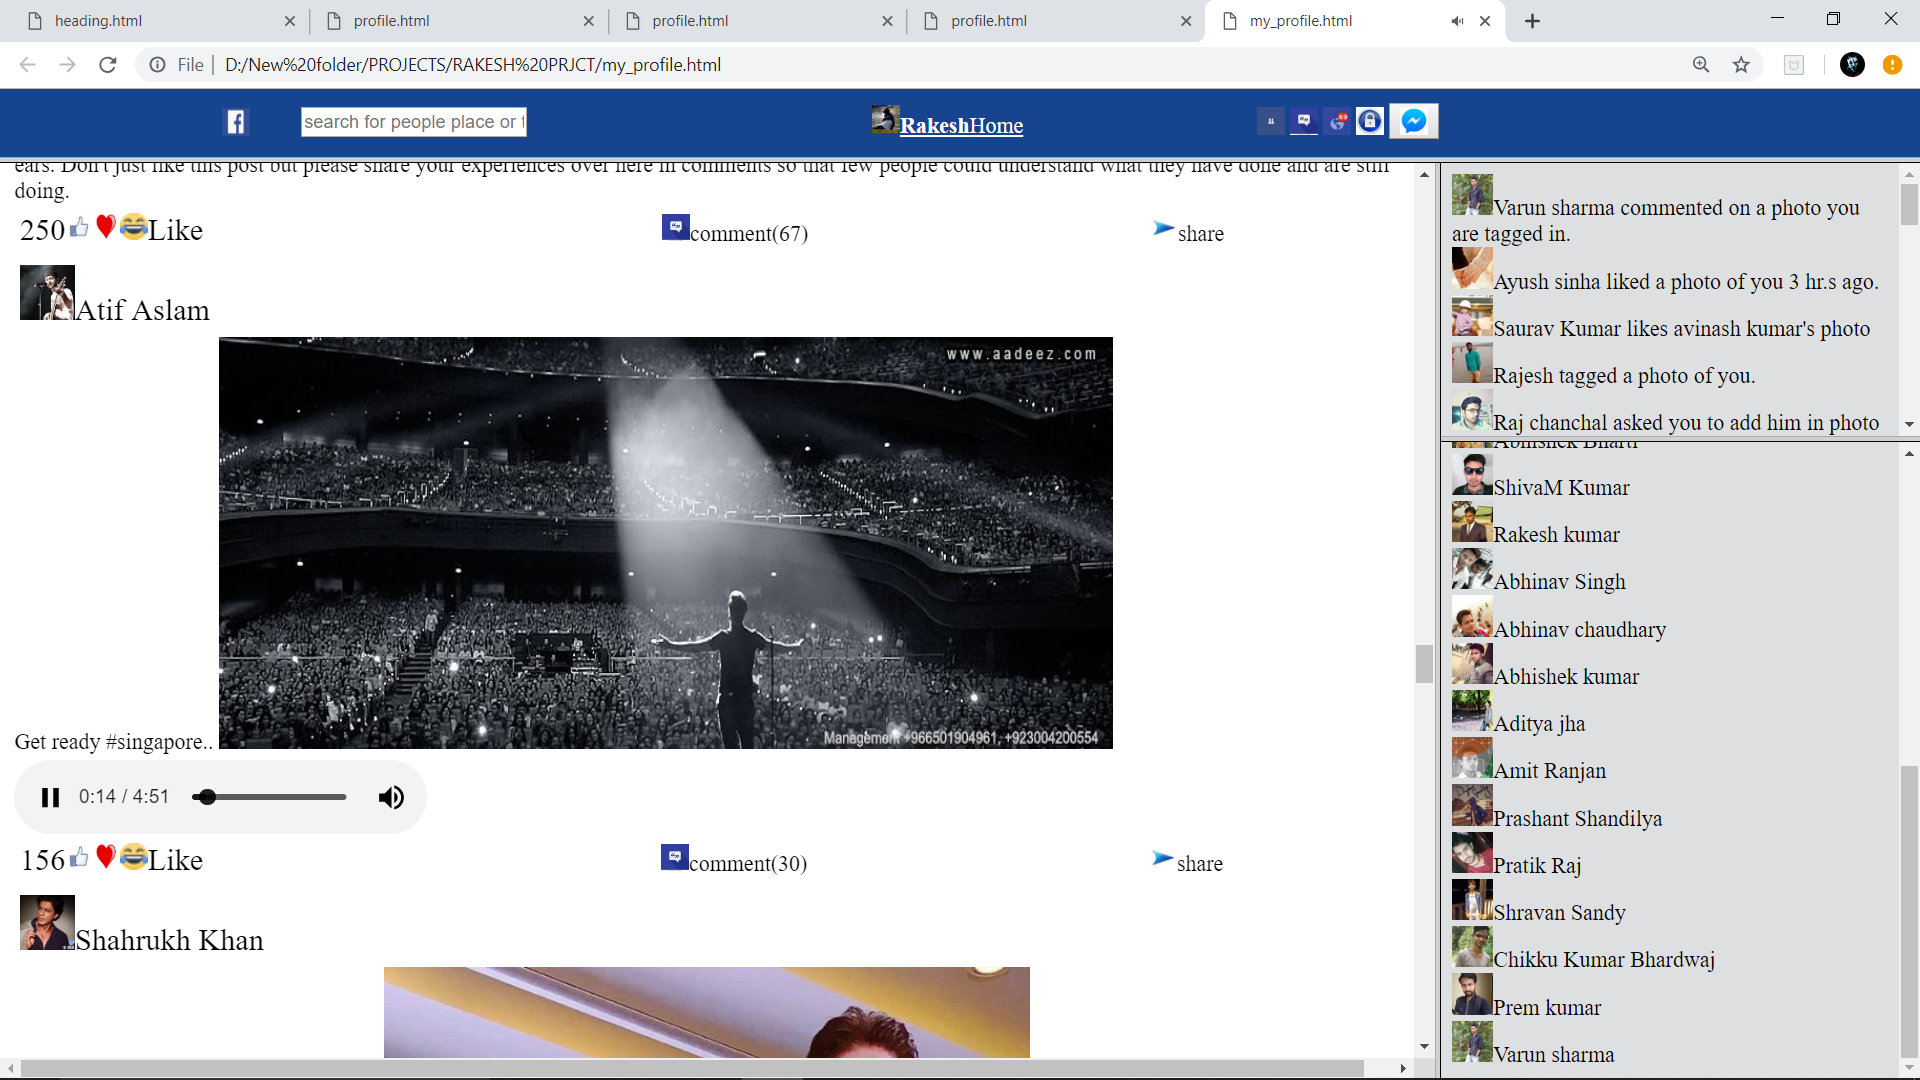 heading.html
profile.html
profile.html
profile.html
my_profile.html
File
D:/New%20folder/PROJECTS/RAKESH%20PRJCT/my_profile.html
search for people place or t
RakeshHome
69
ears. Don't just like this post but please share your experiences over here in comments so that few people could understand what they have done and are still
doing.
250 Like
comment(67)
share
Atif Aslam
www.aadeez.com
Management +966501904961, +923004200554
Get ready #singapore..
0:14 / 4:51
156 Like
comment(30)
share
Shahrukh Khan
Varun sharma commented on a photo you
are tagged in.
Ayush sinha liked a photo of you 3 hr.s ago.
Saurav Kumar likes avinash kumar's photo
Rajesh tagged a photo of you.
Raj chanchal asked you to add him in photo
Abhishek Bharti
ShivaM Kumar
Rakesh kumar
Abhinav Singh
Abhinav chaudhary
Abhishek kumar
Aditya jha
Amit Ranjan
Prashant Shandilya
Pratik Raj
Shravan Sandy
Chikku Kumar Bhardwaj
Prem kumar
Varun sharma